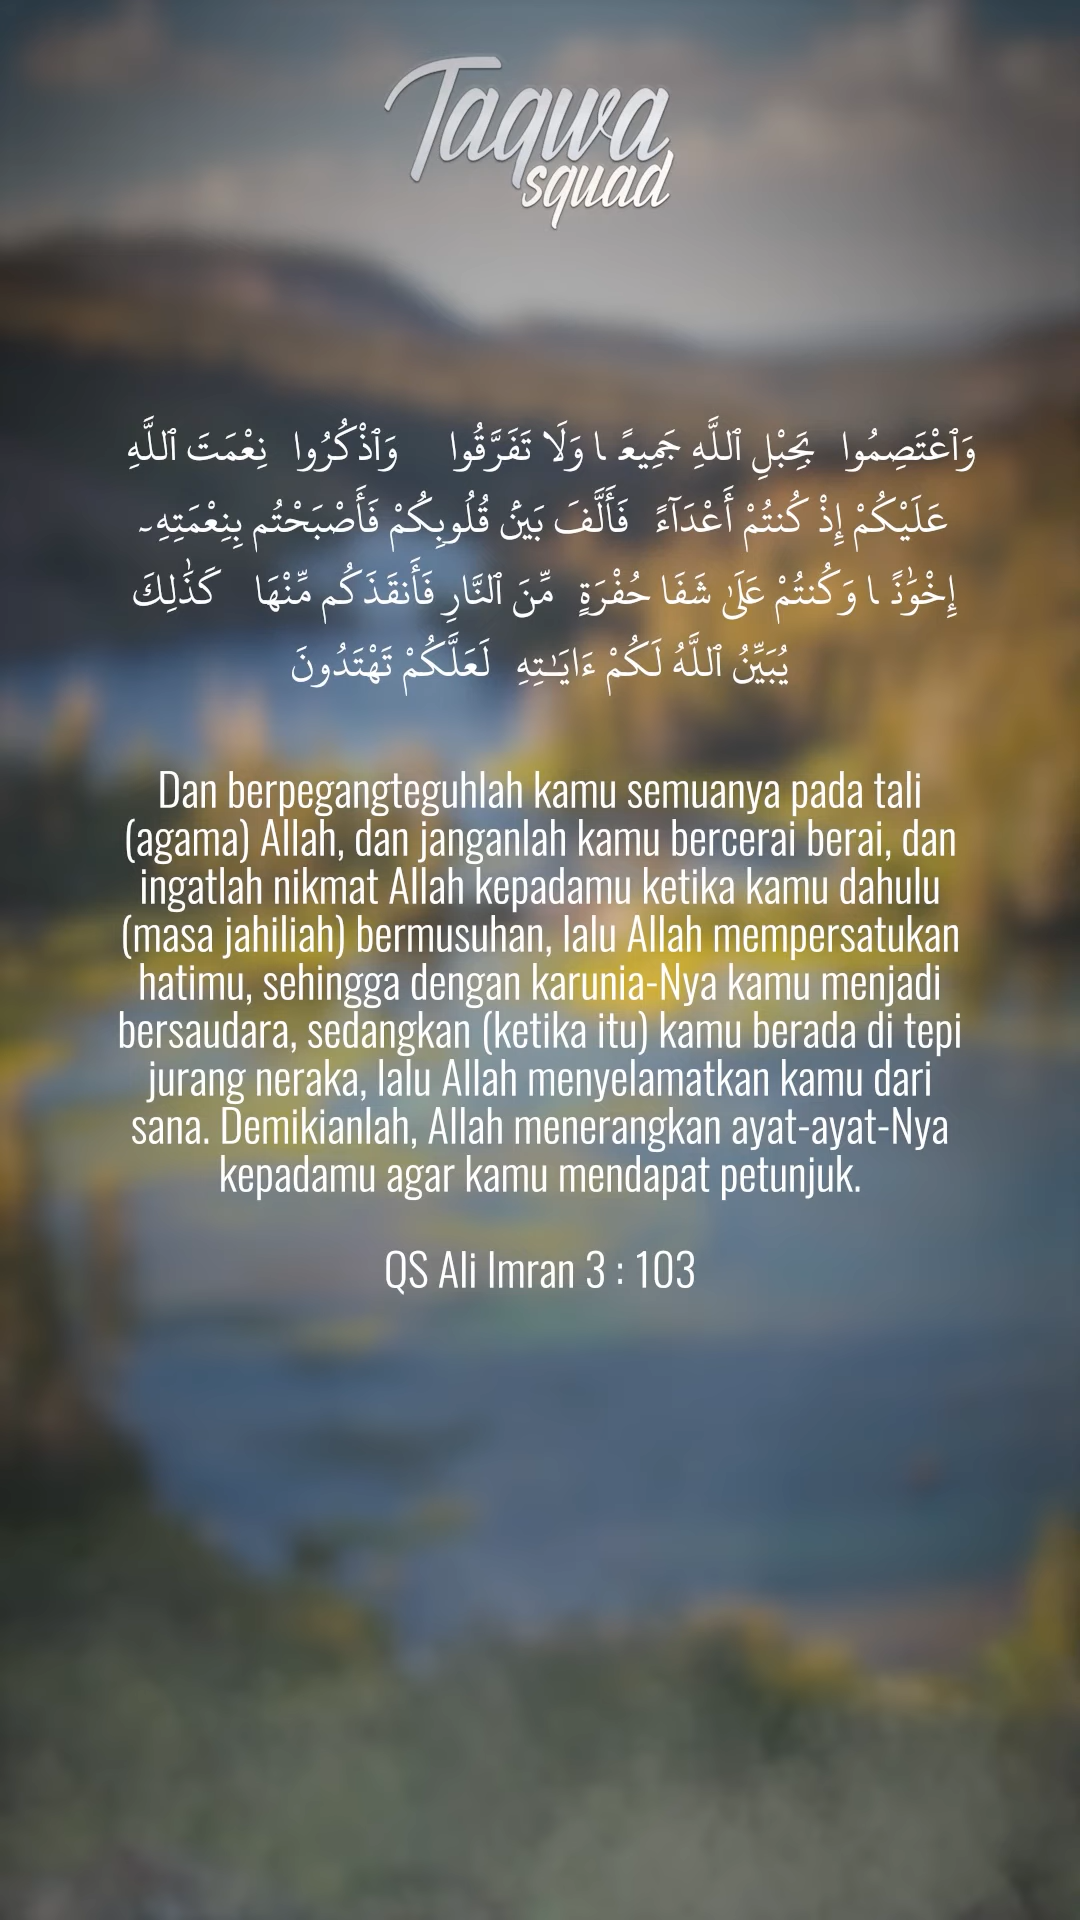 Taqwa
squad
وَٱعْتَصِمُوا بِحَبْلِ ٱللَّهِ جَمِيعًا وَلَا تَفَرَّقُوا وَٱذْكُرُوا نِعْمَتَ ٱللَّهِ
عَلَيْكُمْ إِذْ كُنتُمْ أَعْدَآءً فَأَلَّفَ بَيْنَ قُلُوبِكُمْ فَأَصْبَحْتُم بِنِعْمَتِهِۦ
إِخْوَٰنًا وَكُنتُمْ عَلَىٰ شَفَا حُفْرَةٍ مِّنَ ٱلنَّارِ فَأَنقَذَكُم مِّنْهَا كَذَٰلِكَ
يُبَيِّنُ ٱللَّهُ لَكُمْ ءَايَـٰتِهِ لَعَلَّكُمْ تَهْتَدُونَ
Dan berpegangteguhlah kamu semuanya pada tali
(agama) Allah, dan janganlah kamu bercerai berai, dan
ingatlah nikmat Allah kepadamu ketika kamu dahulu
(masa jahiliah) bermusuhan, lalu Allah mempersatukan
hatimu, sehingga dengan karunia-Nya kamu menjadi
bersaudara, sedangkan (ketika itu) kamu berada di tepi
jurang neraka, lalu Allah menyelamatkan kamu dari
sana. Demikianlah, Allah menerangkan ayat-ayat-Nya
kepadamu agar kamu mendapat petunjuk.
QS Ali Imran 3 : 103